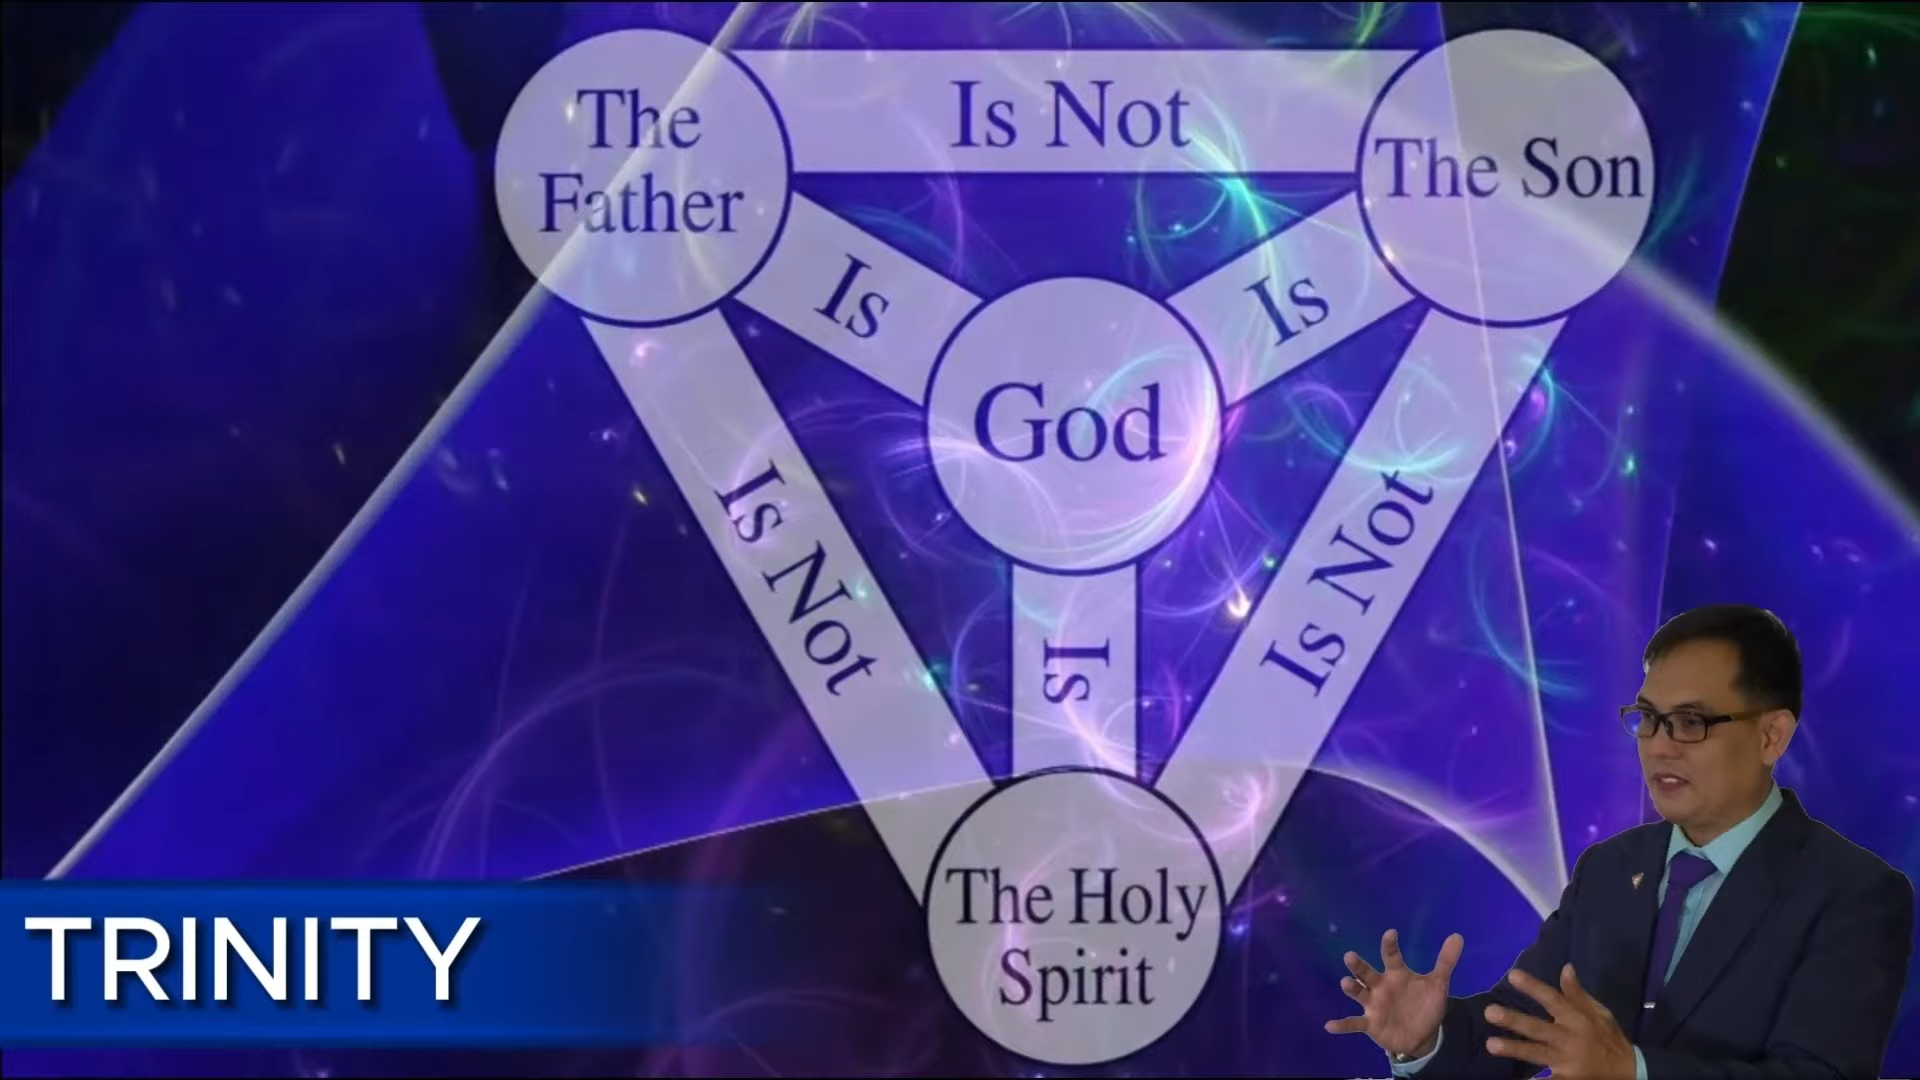 The
Father
Is Not
The Son
Is
Is
God
Is Not
Is
Is Not
The Holy
Spirit
TRINITY